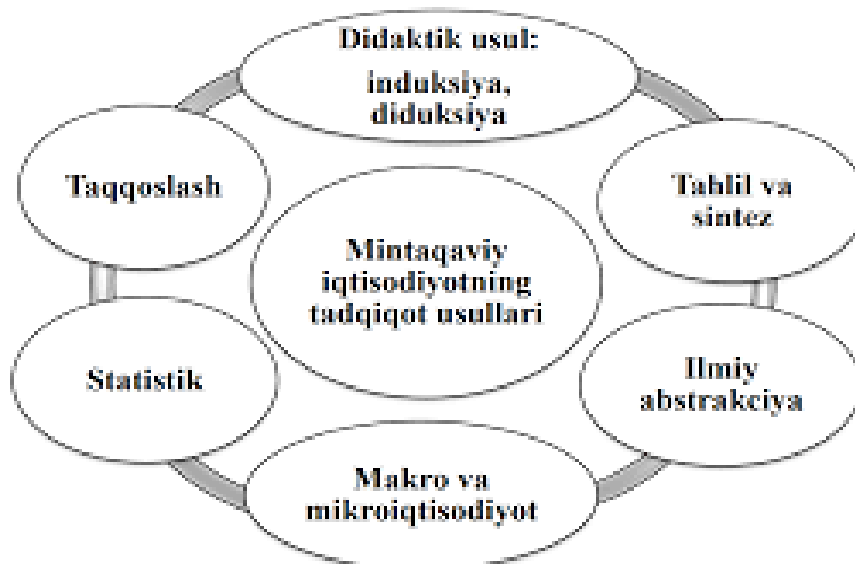 Didaktik usul:
induksiya,
diduksiya
Taqqoslash
Tahlil va
sintez
Mintaqaviy
iqtisodiyotning
tadqiqot usullari
Statistik
Ilmiy
abstrakciya
Makro va
mikroiqtisodiyot